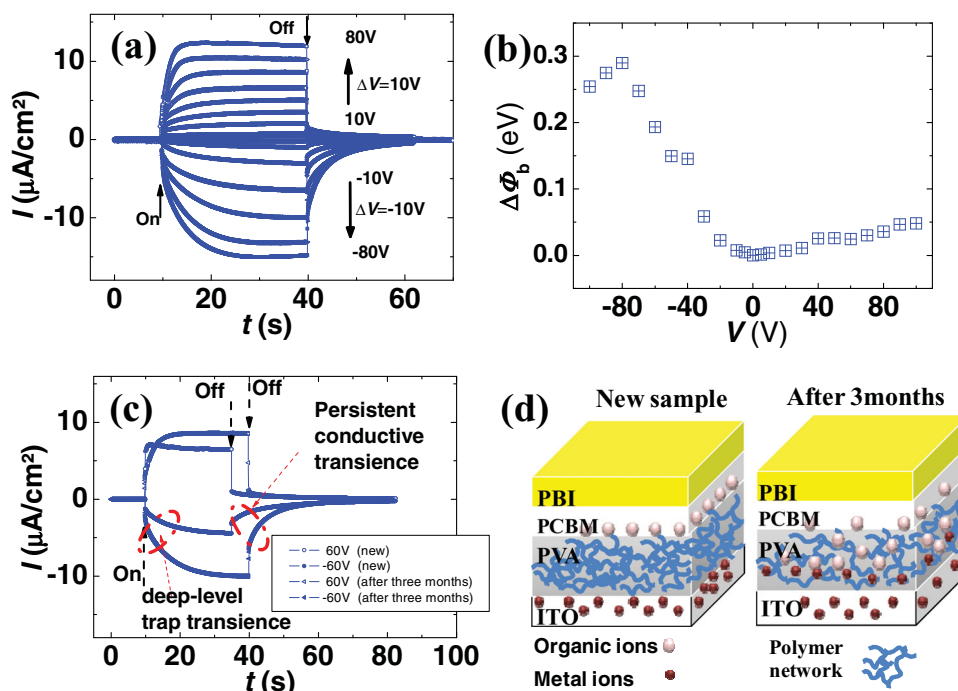 (a)
Off
80V
ΔV=10V
10V
-10V
ΔV=-10V
-80V
On
10
0
-10
I (μA/cm²)
0 20 40 60
t (s)
(b)
0.3
0.2
0.1
0.0
ΔΦb (eV)
-80 -40 0 40 80
V (V)
(c)
Off
Off
Persistent
conductive
transience
On
deep-level
trap transience
60V (new)
-60V (new)
60V (after three months)
-60V (after three months)
10
0
-10
I (μA/cm²)
0 20 40 60 80 100
t (s)
(d)
New sample
After 3months
PBI
PCBM
PVA
ITO
PBI
PCBM
PVA
ITO
Organic ions
Metal ions
Polymer
network